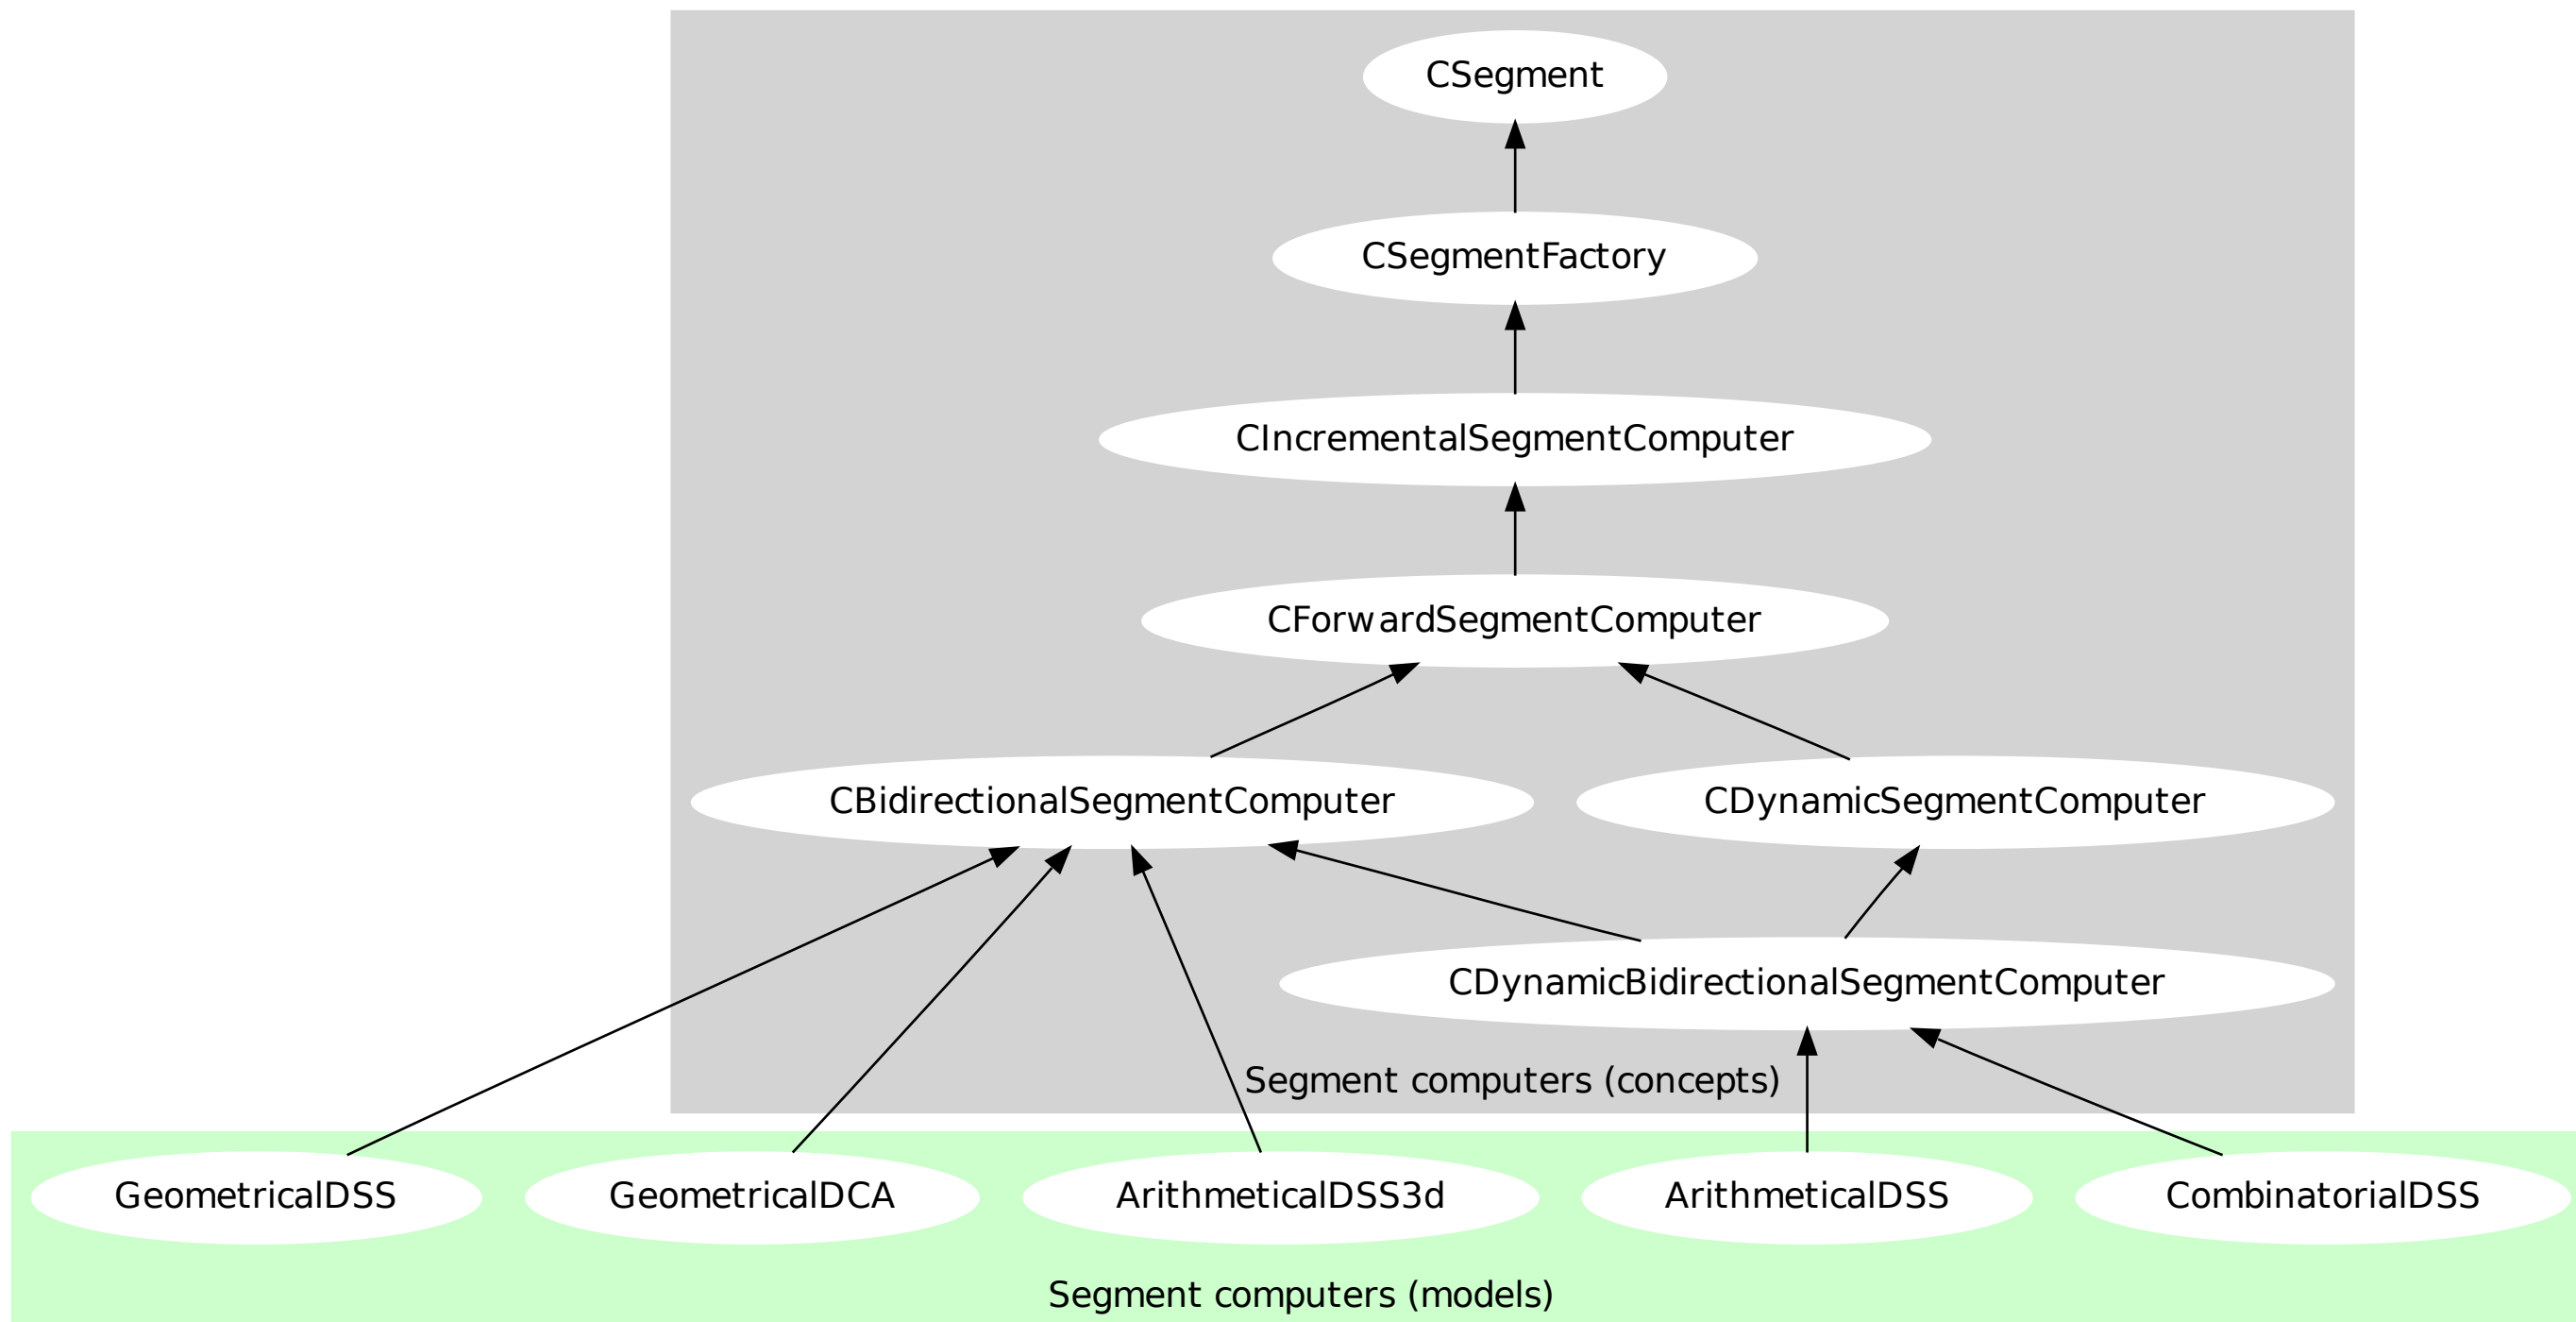 CSegment
CSegmentFactory
CIncrementalSegmentComputer
CForwardSegmentComputer
CBidirectionalSegmentComputer
CDynamicSegmentComputer
CDynamicBidirectionalSegmentComputer
Segment computers (concepts)
GeometricalDSS
GeometricalDCA
ArithmeticalDSS3d
ArithmeticalDSS
CombinatorialDSS
Segment computers (models)